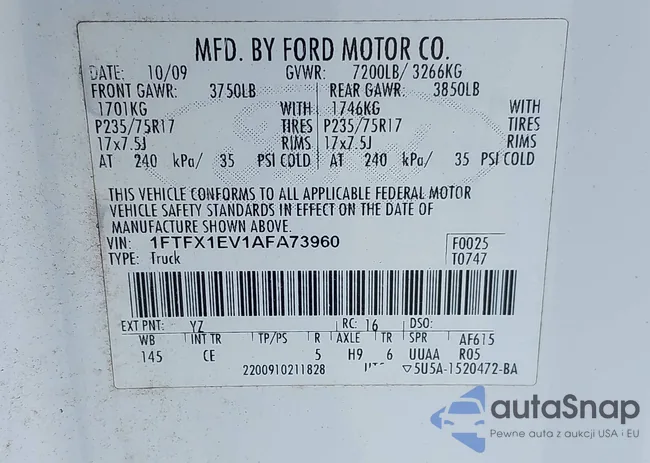 MFD. BY FORD MOTOR CO.
DATE: 10/09 GVWR: 7200LB/ 3266KG
FRONT GAWR: 3750LB REAR GAWR: 3850LB
1701KG WITH 1746KG WITH
P235/75R17 TIRES P235/75R17 TIRES
17x7.5J RIMS 17x7.5J RIMS
AT 240 kPa/ 35 PSI COLD AT 240 kPa/ 35 PSI COLD
THIS VEHICLE CONFORMS TO ALL APPLICABLE FEDERAL MOTOR
VEHICLE SAFETY STANDARDS IN EFFECT ON THE DATE OF
MANUFACTURE SHOWN ABOVE.
VIN: 1FTFX1EV1AFA73960 F0025
TYPE: Truck T0747
EXT PNT: YZ RC: 16 DSO:
WB INT TR TP/PS R AXLE TR SPR AF615
145 CE 5 H9 6 UUAA R05
2200910211828 ▽5U5A-1520472-BA
autaSnap
Pewne auta z aukcji USA i EU